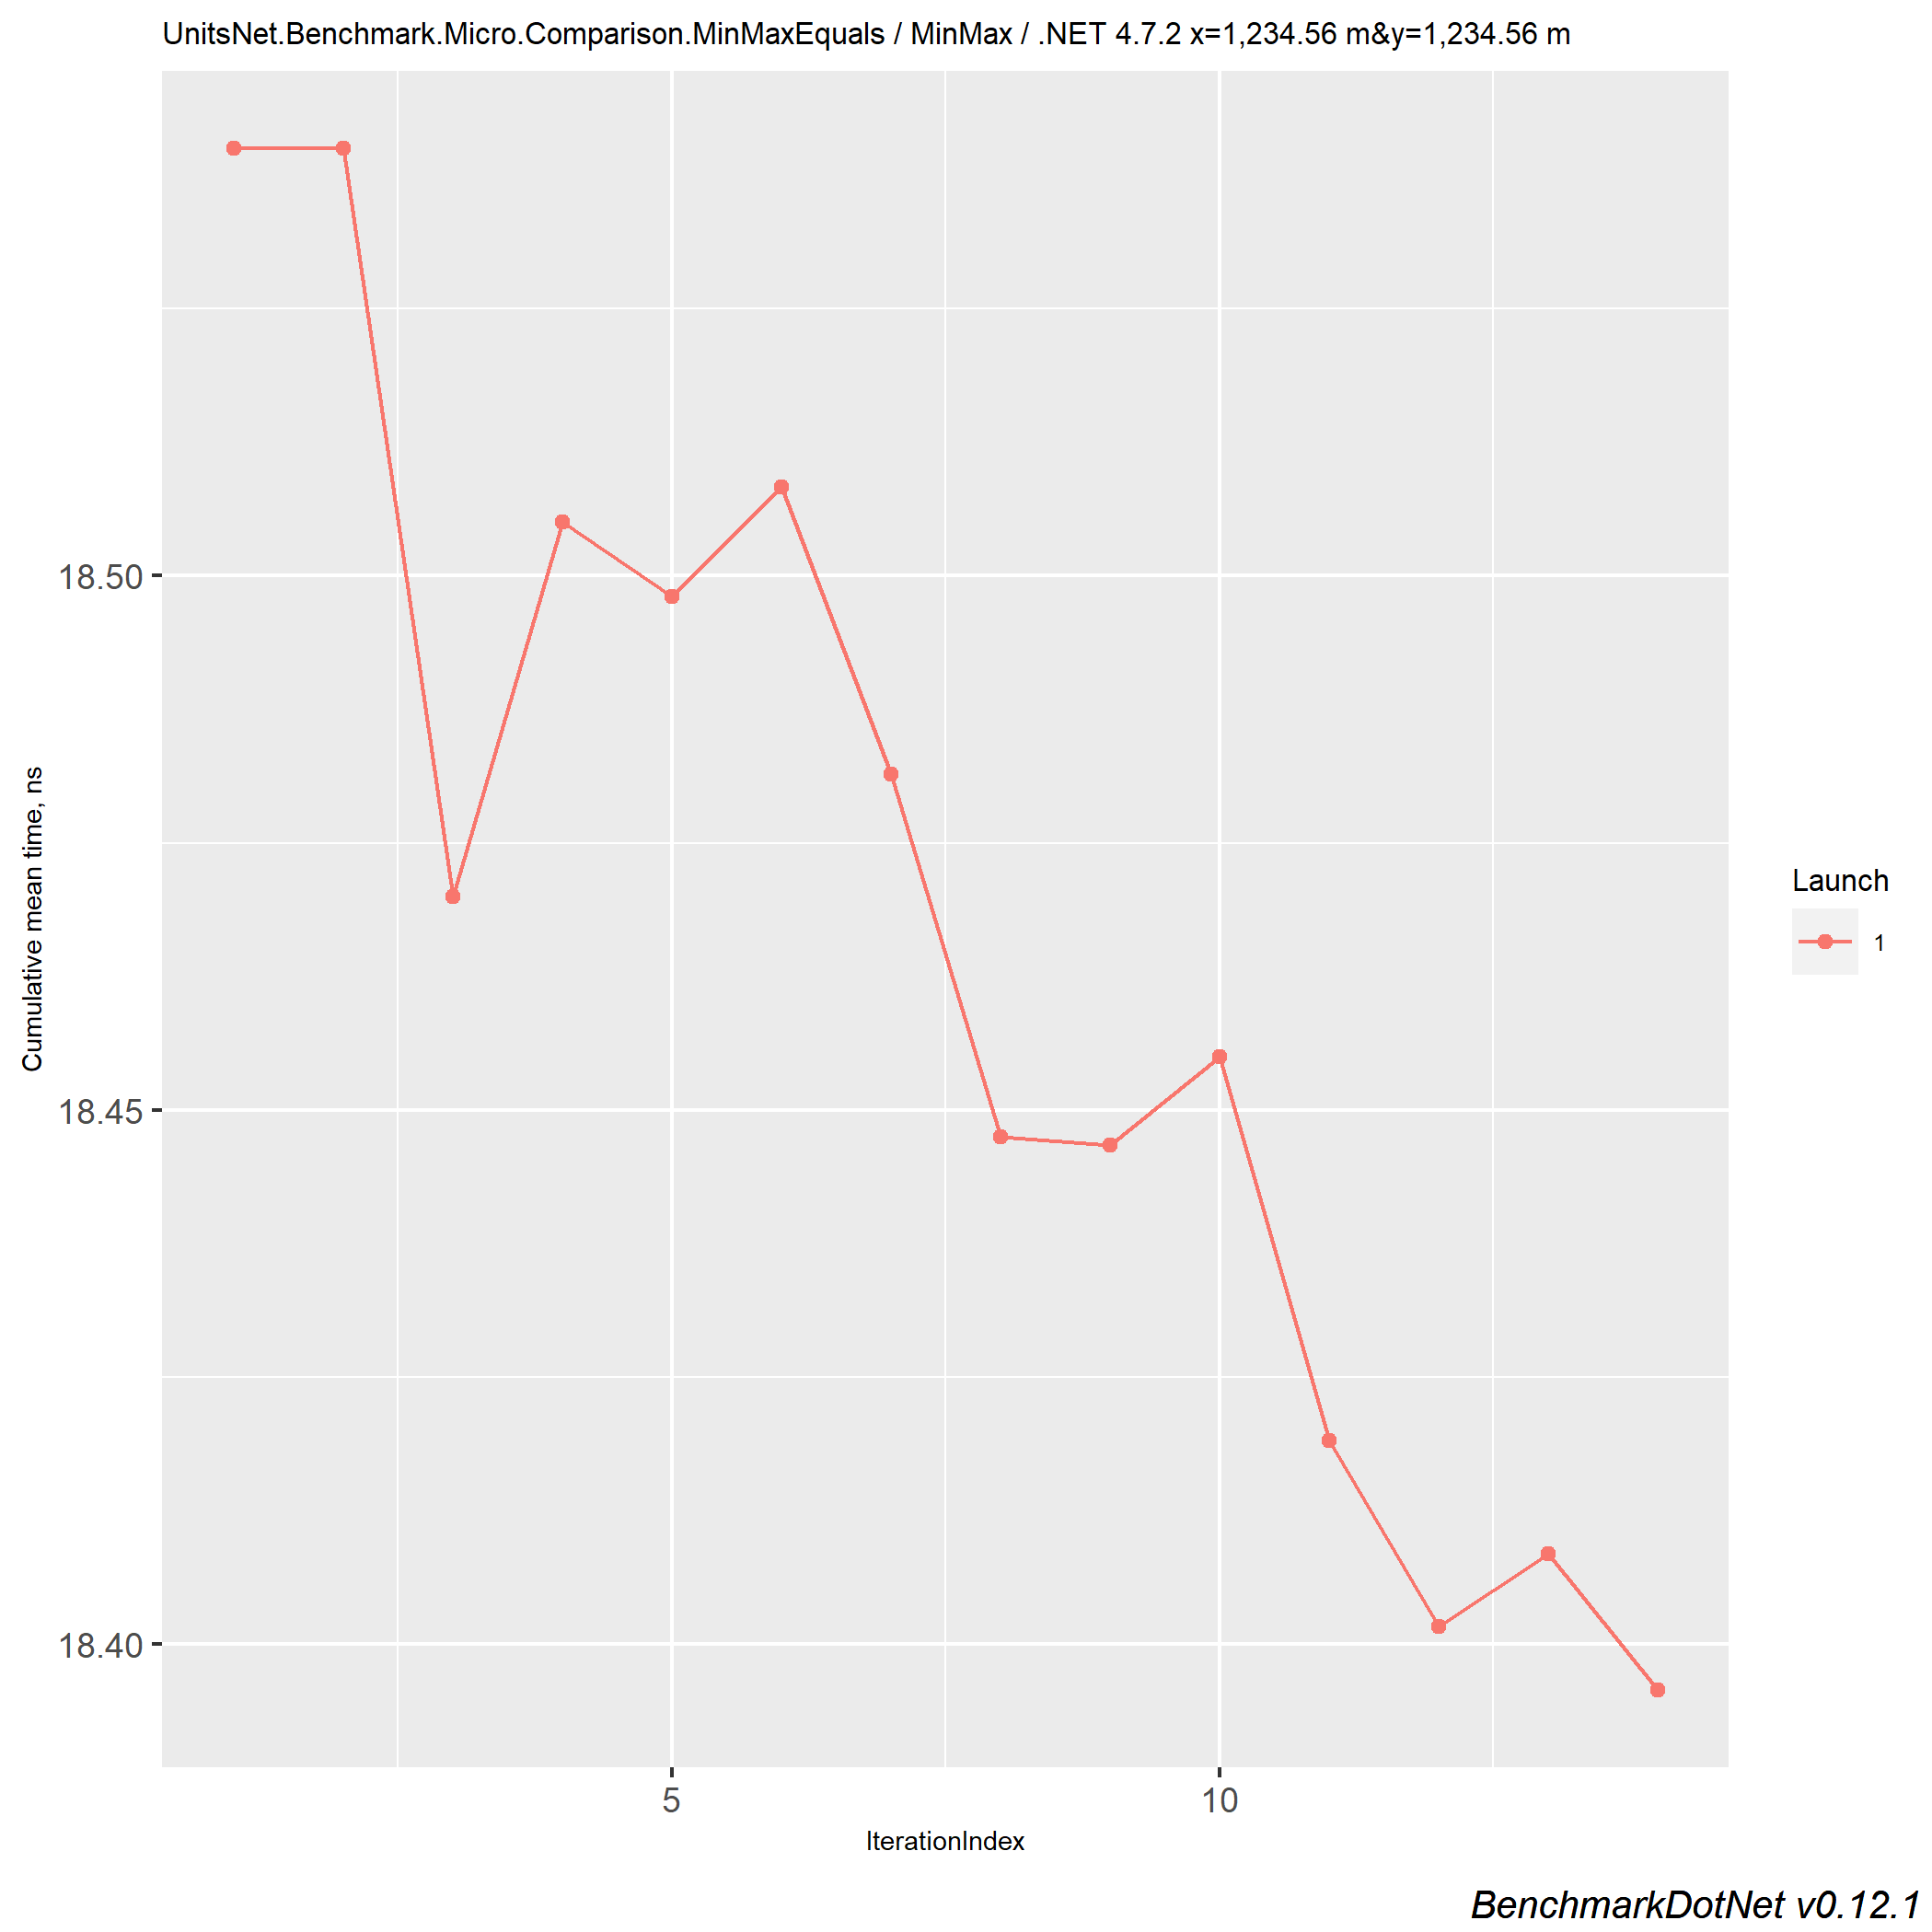 UnitsNet.Benchmark.Micro.Comparison.MinMaxEquals / MinMax / .NET 4.7.2 x=1,234.56 m&y=1,234.56 m
Cumulative mean time, ns
18.50
18.45
18.40
5
10
IterationIndex
Launch
1
BenchmarkDotNet v0.12.1